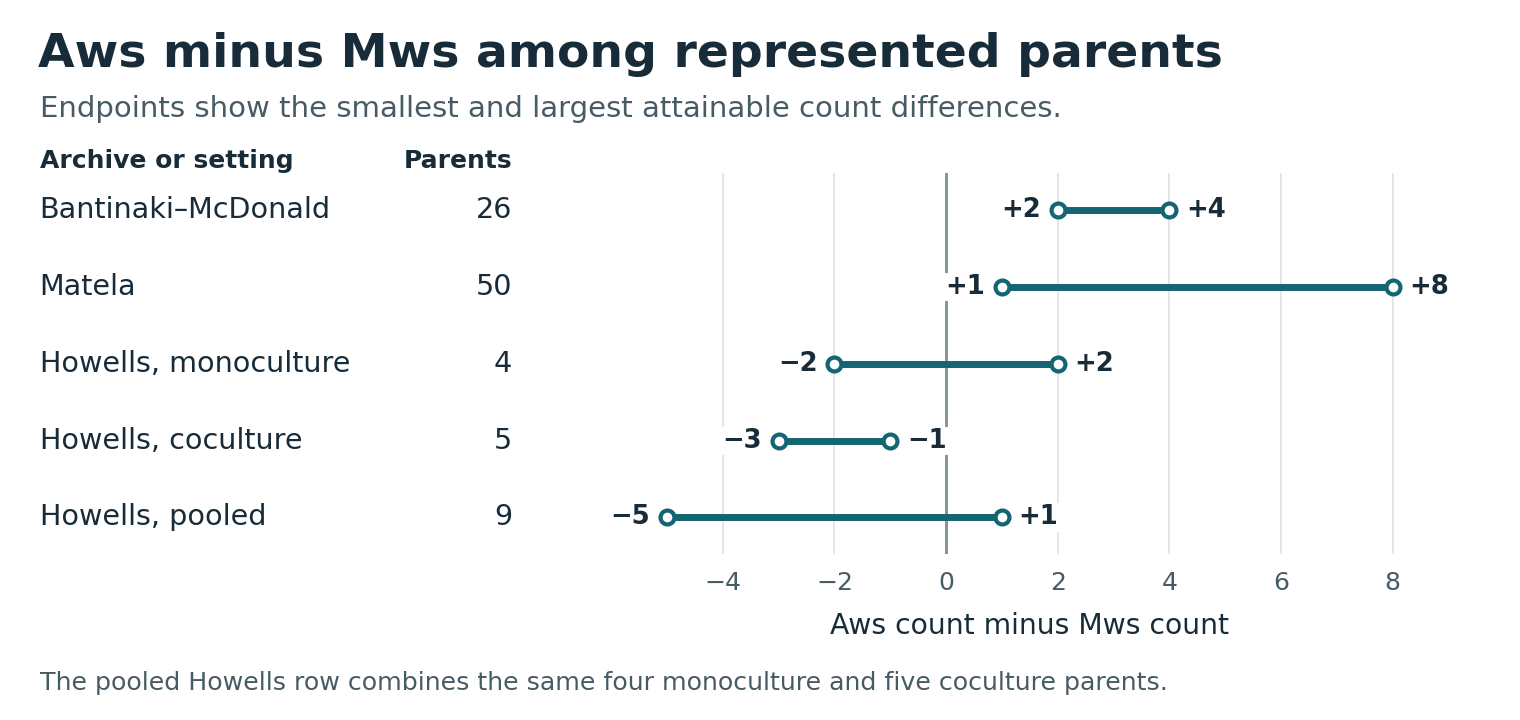 Aws minus Mws among represented parents
Endpoints show the smallest and largest attainable count differences.
Archive or setting Parents
Bantinaki–McDonald 26 +2 +4
Matela 50 +1 +8
Howells, monoculture 4 −2 +2
Howells, coculture 5 −3 −1
Howells, pooled 9 −5 +1
−4 −2 0 2 4 6 8
Aws count minus Mws count
The pooled Howells row combines the same four monoculture and five coculture parents.